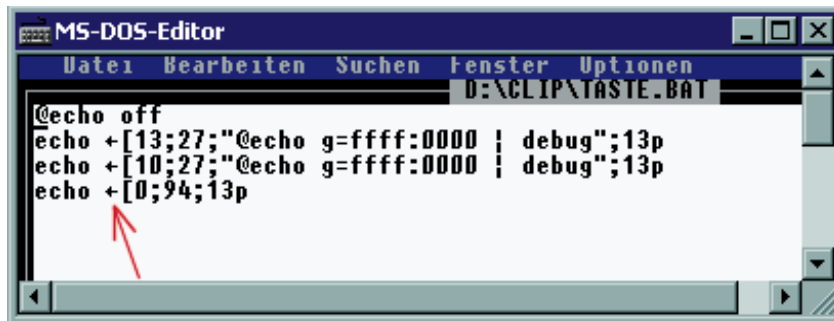 MS-DOS-Editor
Datei Bearbeiten Suchen Fenster Optionen
D:\CLIP\TASTE.BAT
@echo off
echo ←[13;27;"@echo g=ffff:0000 ¦ debug";13p
echo ←[10;27;"@echo g=ffff:0000 ¦ debug";13p
echo ←[0;94;13p